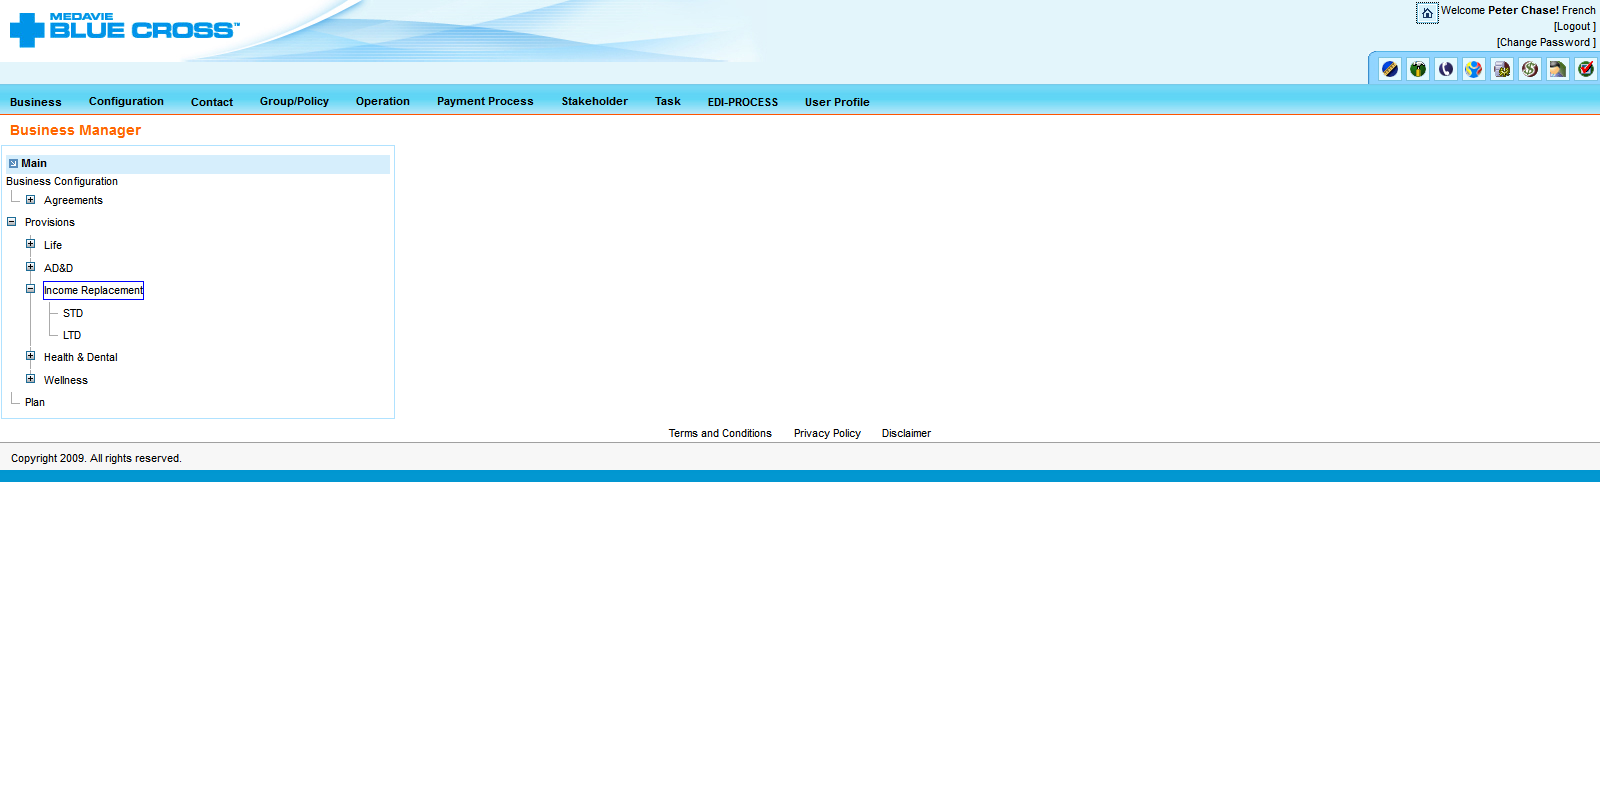 MEDAVIE
BLUE CROSS™
Welcome Peter Chase! French
[Logout ]
[Change Password ]
Business Configuration Contact Group/Policy Operation Payment Process Stakeholder Task EDI-PROCESS User Profile
Business Manager
Main
Business Configuration
Agreements
Provisions
Life
AD&D
Income Replacement
STD
LTD
Health & Dental
Wellness
Plan
Terms and Conditions Privacy Policy Disclaimer
Copyright 2009. All rights reserved.